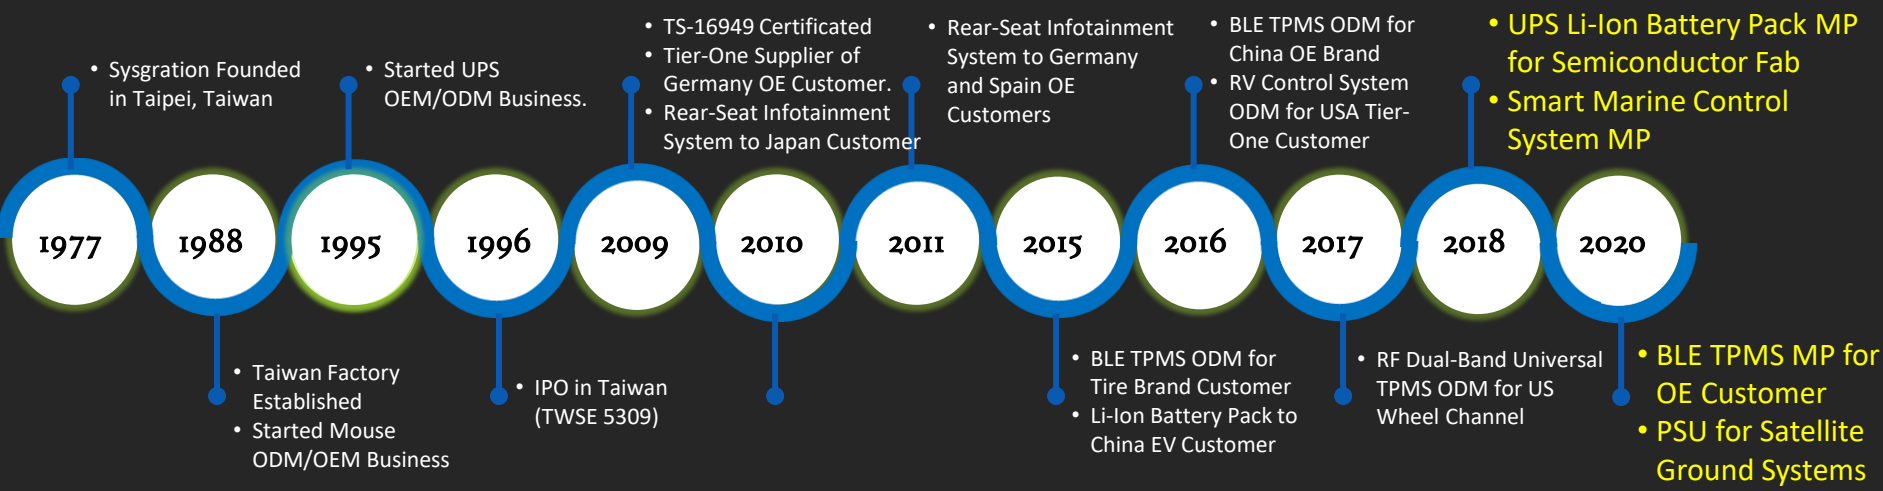 • Sysgration Founded
in Taipei, Taiwan
• Started UPS
OEM/ODM Business.
• TS-16949 Certificated
• Tier-One Supplier of
Germany OE Customer.
• Rear-Seat Infotainment
System to Japan Customer
• Rear-Seat Infotainment
System to Germany
and Spain OE
Customers
• BLE TPMS ODM for
China OE Brand
• RV Control System
ODM for USA Tier-
One Customer
• UPS Li-Ion Battery Pack MP
for Semiconductor Fab
• Smart Marine Control
System MP
1977
1988
1995
1996
2009
2010
2011
2015
2016
2017
2018
2020
• Taiwan Factory
Established
• Started Mouse
ODM/OEM Business
• IPO in Taiwan
(TWSE 5309)
• BLE TPMS ODM for
Tire Brand Customer
• Li-Ion Battery Pack to
China EV Customer
• RF Dual-Band Universal
TPMS ODM for US
Wheel Channel
• BLE TPMS MP for
OE Customer
• PSU for Satellite
Ground Systems